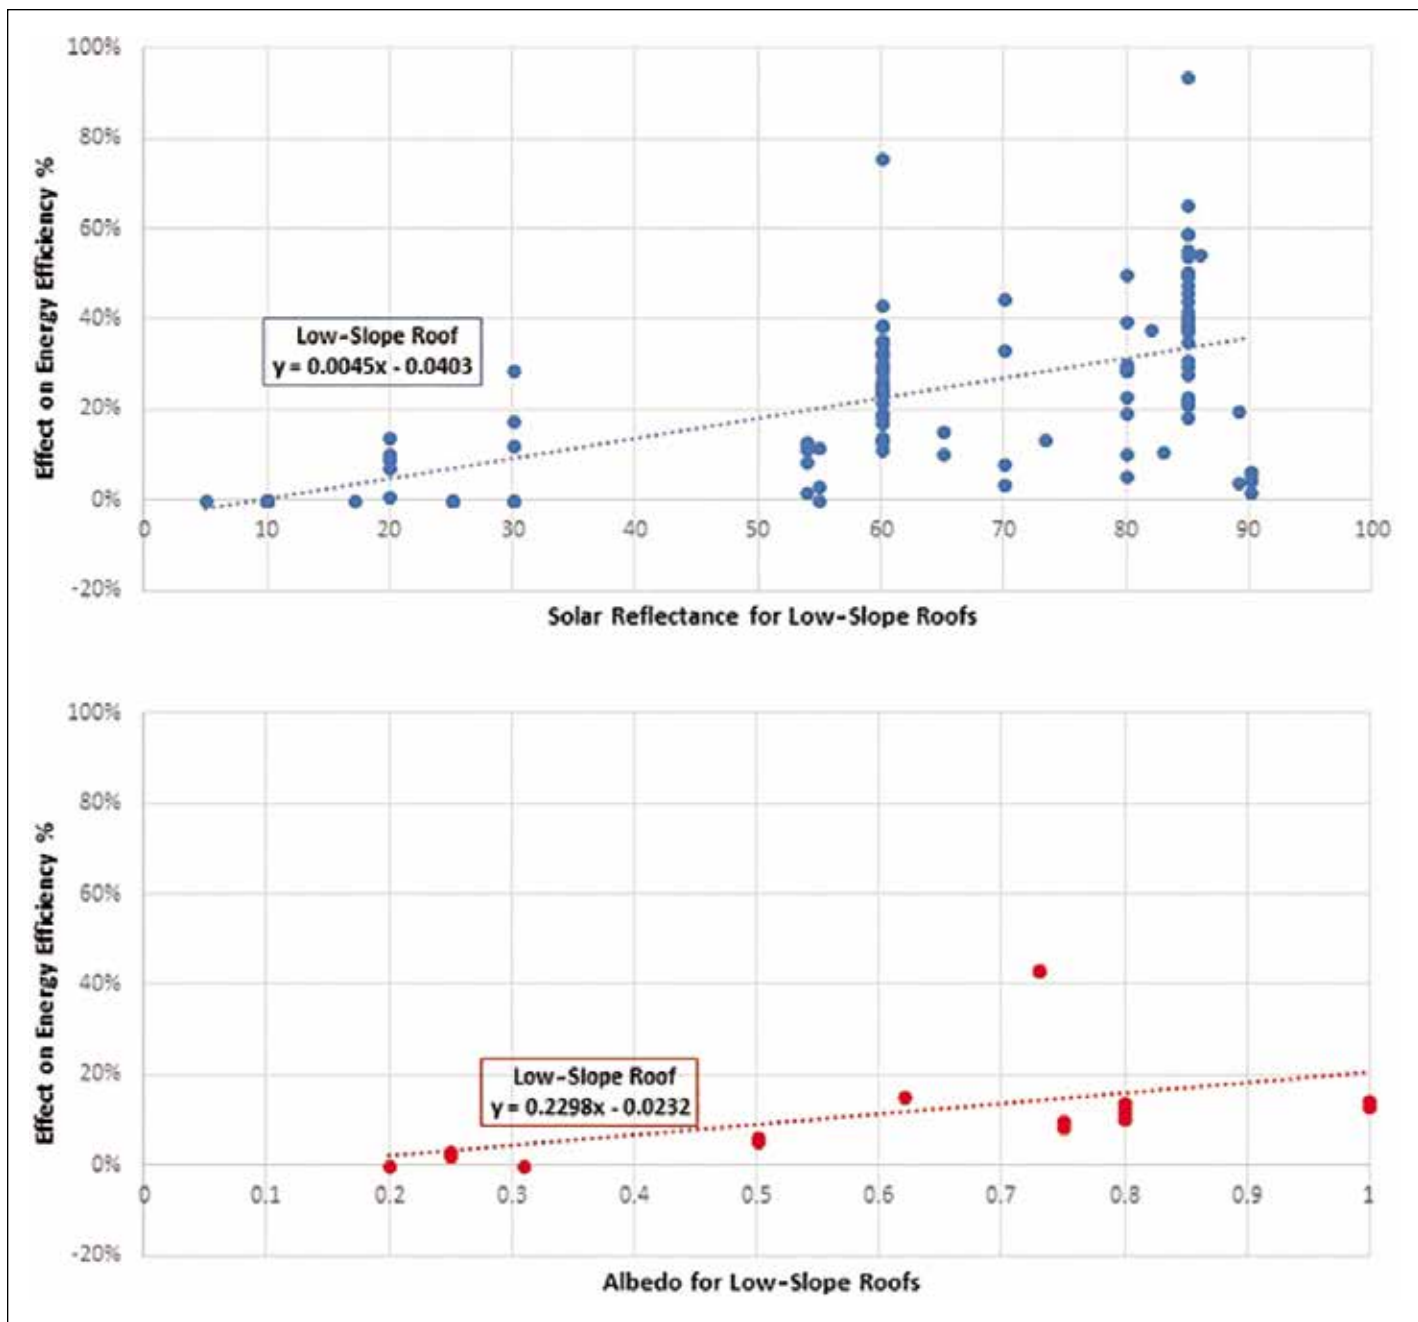 100%
80%
60%
40%
20%
0%
-20%
Effect on Energy Efficiency %
Low-Slope Roof
y = 0.0045x - 0.0403
0 10 20 30 40 50 60 70 80 90 100
Solar Reflectance for Low-Slope Roofs
100%
80%
60%
40%
20%
0%
-20%
Effect on Energy Efficiency %
Low-Slope Roof
y = 0.2298x - 0.0232
0 0.1 0.2 0.3 0.4 0.5 0.6 0.7 0.8 0.9 1
Albedo for Low-Slope Roofs